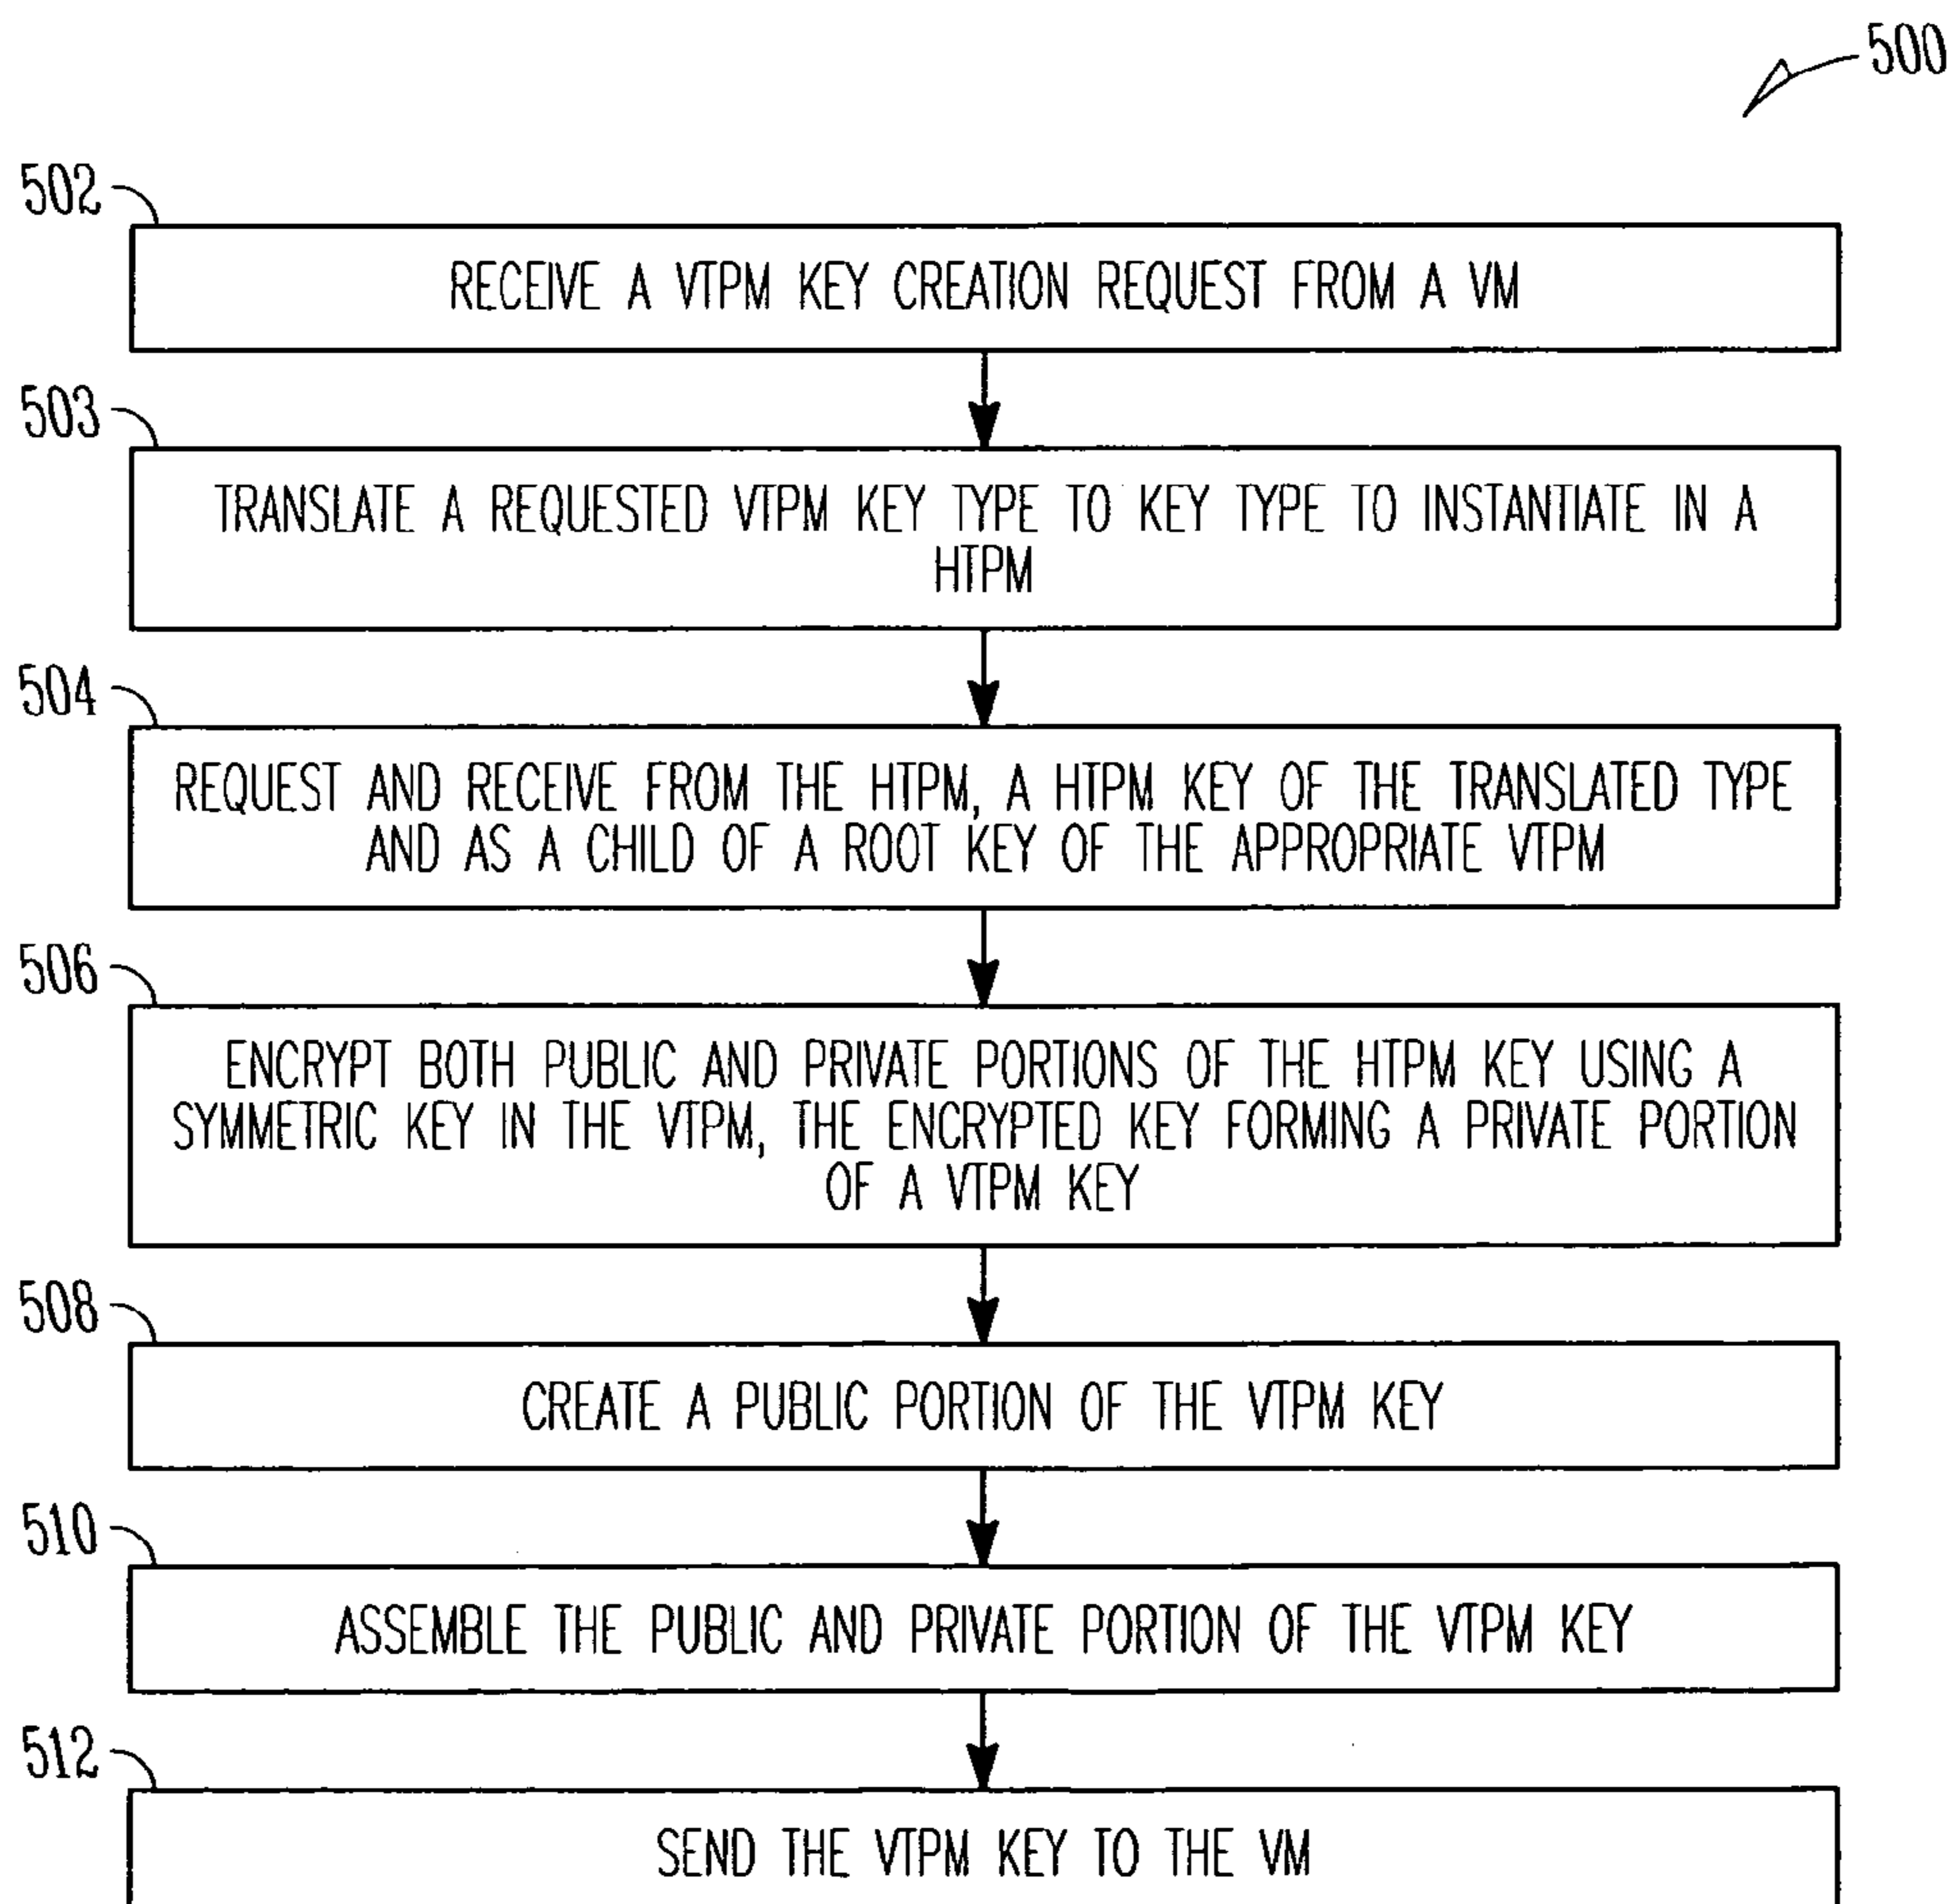 500
502
RECEIVE A VTPM KEY CREATION REQUEST FROM A VM
503
TRANSLATE A REQUESTED VTPM KEY TYPE TO KEY TYPE TO INSTANTIATE IN A
HTPM
504
REQUEST AND RECEIVE FROM THE HTPM, A HTPM KEY OF THE TRANSLATED TYPE
AND AS A CHILD OF A ROOT KEY OF THE APPROPRIATE VTPM
506
ENCRYPT BOTH PUBLIC AND PRIVATE PORTIONS OF THE HTPM KEY USING A
SYMMETRIC KEY IN THE VTPM, THE ENCRYPTED KEY FORMING A PRIVATE PORTION
OF A VTPM KEY
508
CREATE A PUBLIC PORTION OF THE VTPM KEY
510
ASSEMBLE THE PUBLIC AND PRIVATE PORTION OF THE VTPM KEY
512
SEND THE VTPM KEY TO THE VM